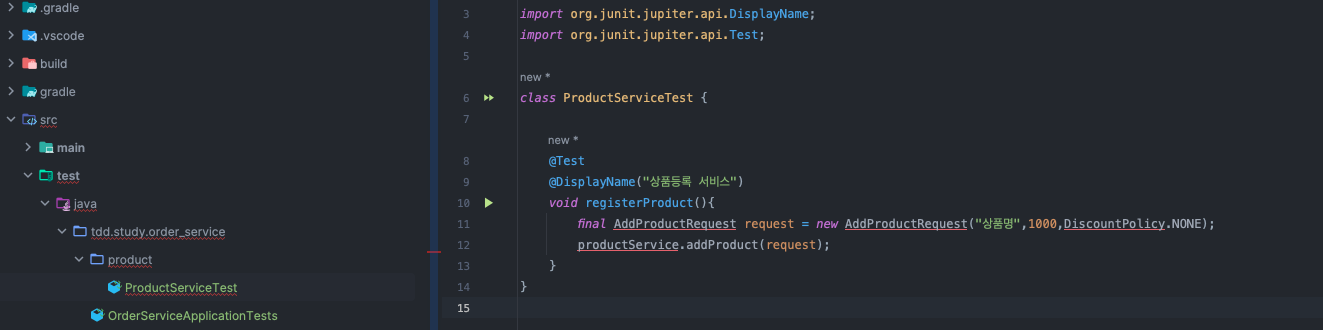 .gradle
.vscode
build
gradle
src
main
test
java
tdd.study.order_service
product
ProductServiceTest
OrderServiceApplicationTests
3 import org.junit.jupiter.api.DisplayName;
4 import org.junit.jupiter.api.Test;
5
new *
6 class ProductServiceTest {
7
new *
8 @Test
9 @DisplayName("상품등록 서비스")
10 void registerProduct(){
11 final AddProductRequest request = new AddProductRequest("상품명",1000,DiscountPolicy.NONE);
12 productService.addProduct(request);
13 }
14 }
15